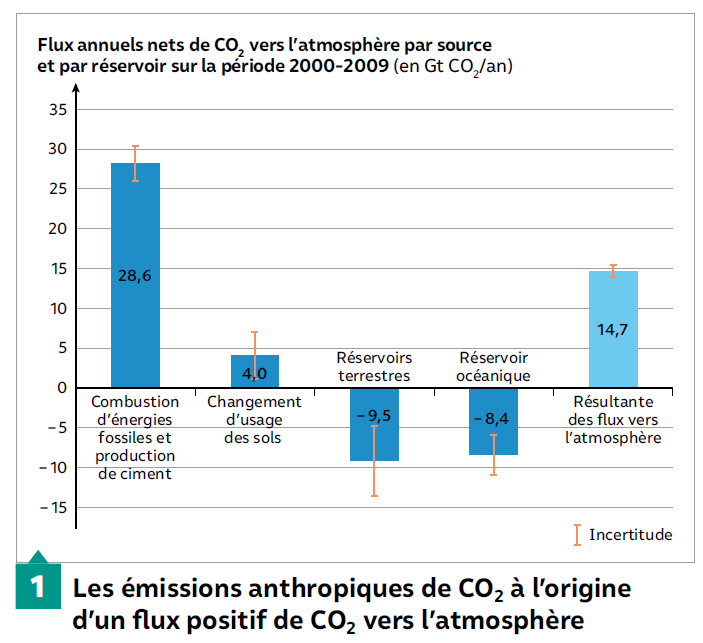 Flux annuels nets de CO₂ vers l'atmosphère par source
et par réservoir sur la période 2000-2009 (en Gt CO₂/an)
35
30
25
20
15
10
5
0
– 5
– 10
– 15
28,6
4,0
– 9,5
– 8,4
14,7
Réservoirs
terrestres
Réservoir
océanique
Combustion
d'énergies
fossiles et
production
de ciment
Changement
d'usage
des sols
Résultante
des flux vers
l'atmosphère
Incertitude
1
Les émissions anthropiques de CO₂ à l'origine
d'un flux positif de CO₂ vers l'atmosphère